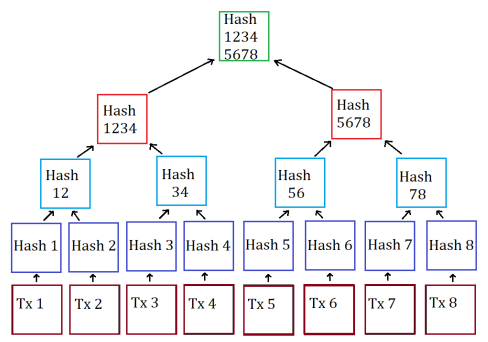 Hash
1234
5678
Hash
1234
Hash
5678
Hash
12
Hash
34
Hash
56
Hash
78
Hash 1
Hash 2
Hash 3
Hash 4
Hash 5
Hash 6
Hash 7
Hash 8
Tx 1
Tx 2
Tx 3
Tx 4
Tx 5
Tx 6
Tx 7
Tx 8